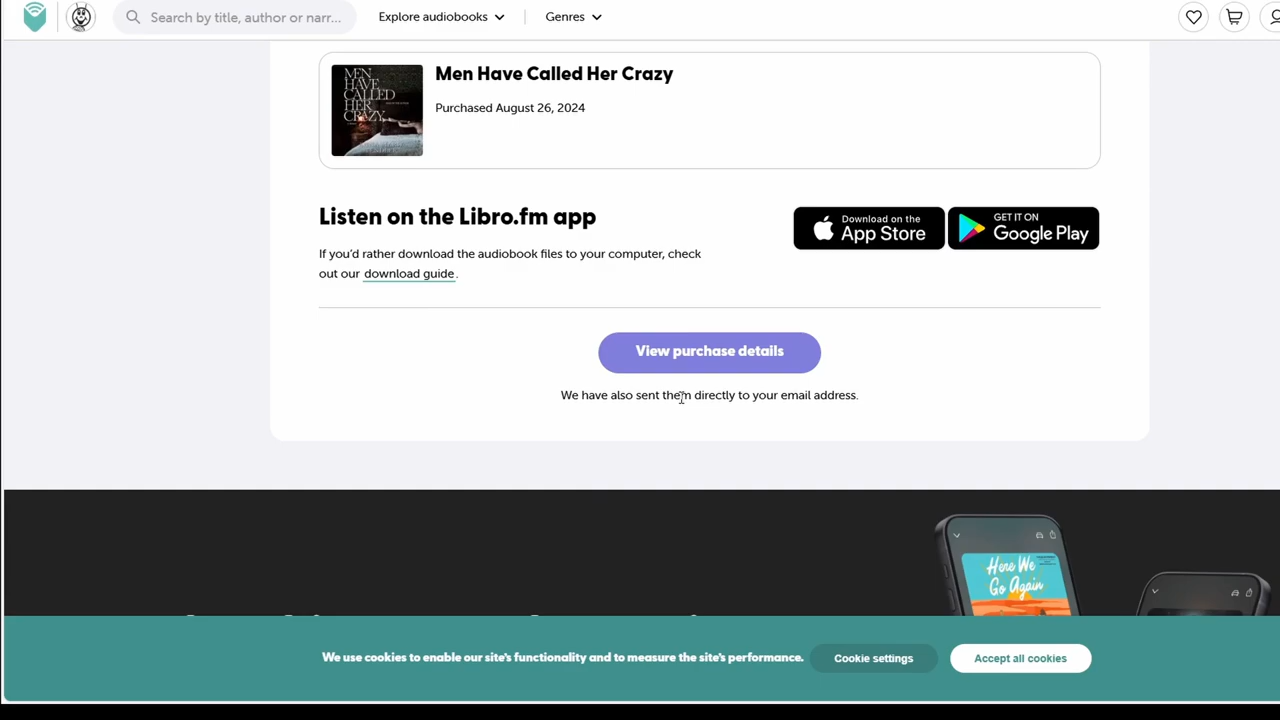 Search by title, author or narr...
Explore audiobooks
Genres
MEN
HAVE
CALLED
HER
CRAZY
Men Have Called Her Crazy
Purchased August 26, 2024
Listen on the Libro.fm app
Download on the
App Store
GET IT ON
Google Play
If you'd rather download the audiobook files to your computer, check
out our download guide.
View purchase details
We have also sent them directly to your email address.
Here We
Go Again
We use cookies to enable our site's functionality and to measure the site's performance.
Cookie settings
Accept all cookies